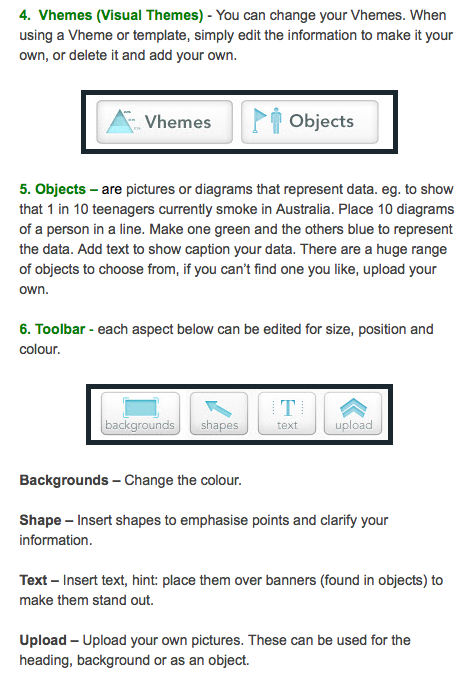 4.  Vhemes (Visual Themes) - You can change your Vhemes. When
using a Vheme or template, simply edit the information to make it your
own, or delete it and add your own.
Vhemes
Objects
5. Objects – are pictures or diagrams that represent data. eg. to show
that 1 in 10 teenagers currently smoke in Australia. Place 10 diagrams
of a person in a line. Make one green and the others blue to represent
the data. Add text to show caption your data. There are a huge range
of objects to choose from, if you can't find one you like, upload your
own.
6. Toolbar - each aspect below can be edited for size, position and
colour.
backgrounds
shapes
T
text
upload
Backgrounds – Change the colour.
Shape – Insert shapes to emphasise points and clarify your
information.
Text – Insert text, hint: place them over banners (found in objects) to
make them stand out.
Upload – Upload your own pictures. These can be used for the
heading, background or as an object.